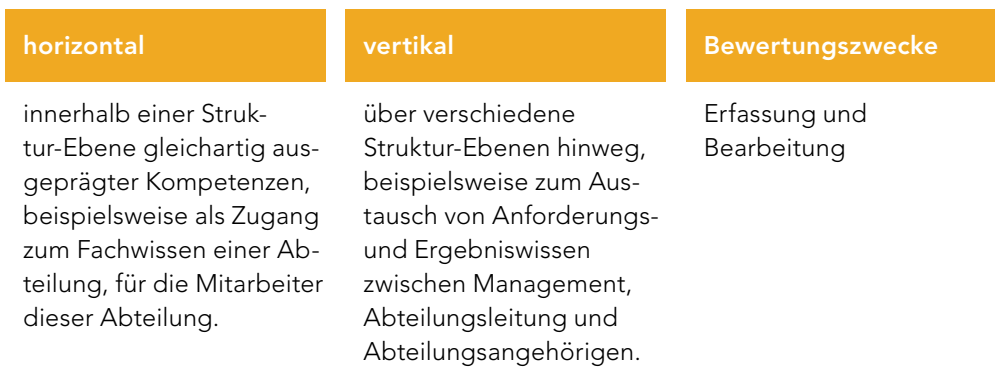 horizontal
innerhalb einer Struk-
tur-Ebene gleichartig aus-
geprägter Kompetenzen,
beispielsweise als Zugang
zum Fachwissen einer Ab-
teilung, für die Mitarbeiter
dieser Abteilung.
vertikal
über verschiedene
Struktur-Ebenen hinweg,
beispielsweise zum Aus-
tausch von Anforderungs-
und Ergebniswissen
zwischen Management,
Abteilungsleitung und
Abteilungsangehörigen.
Bewertungszwecke
Erfassung und
Bearbeitung